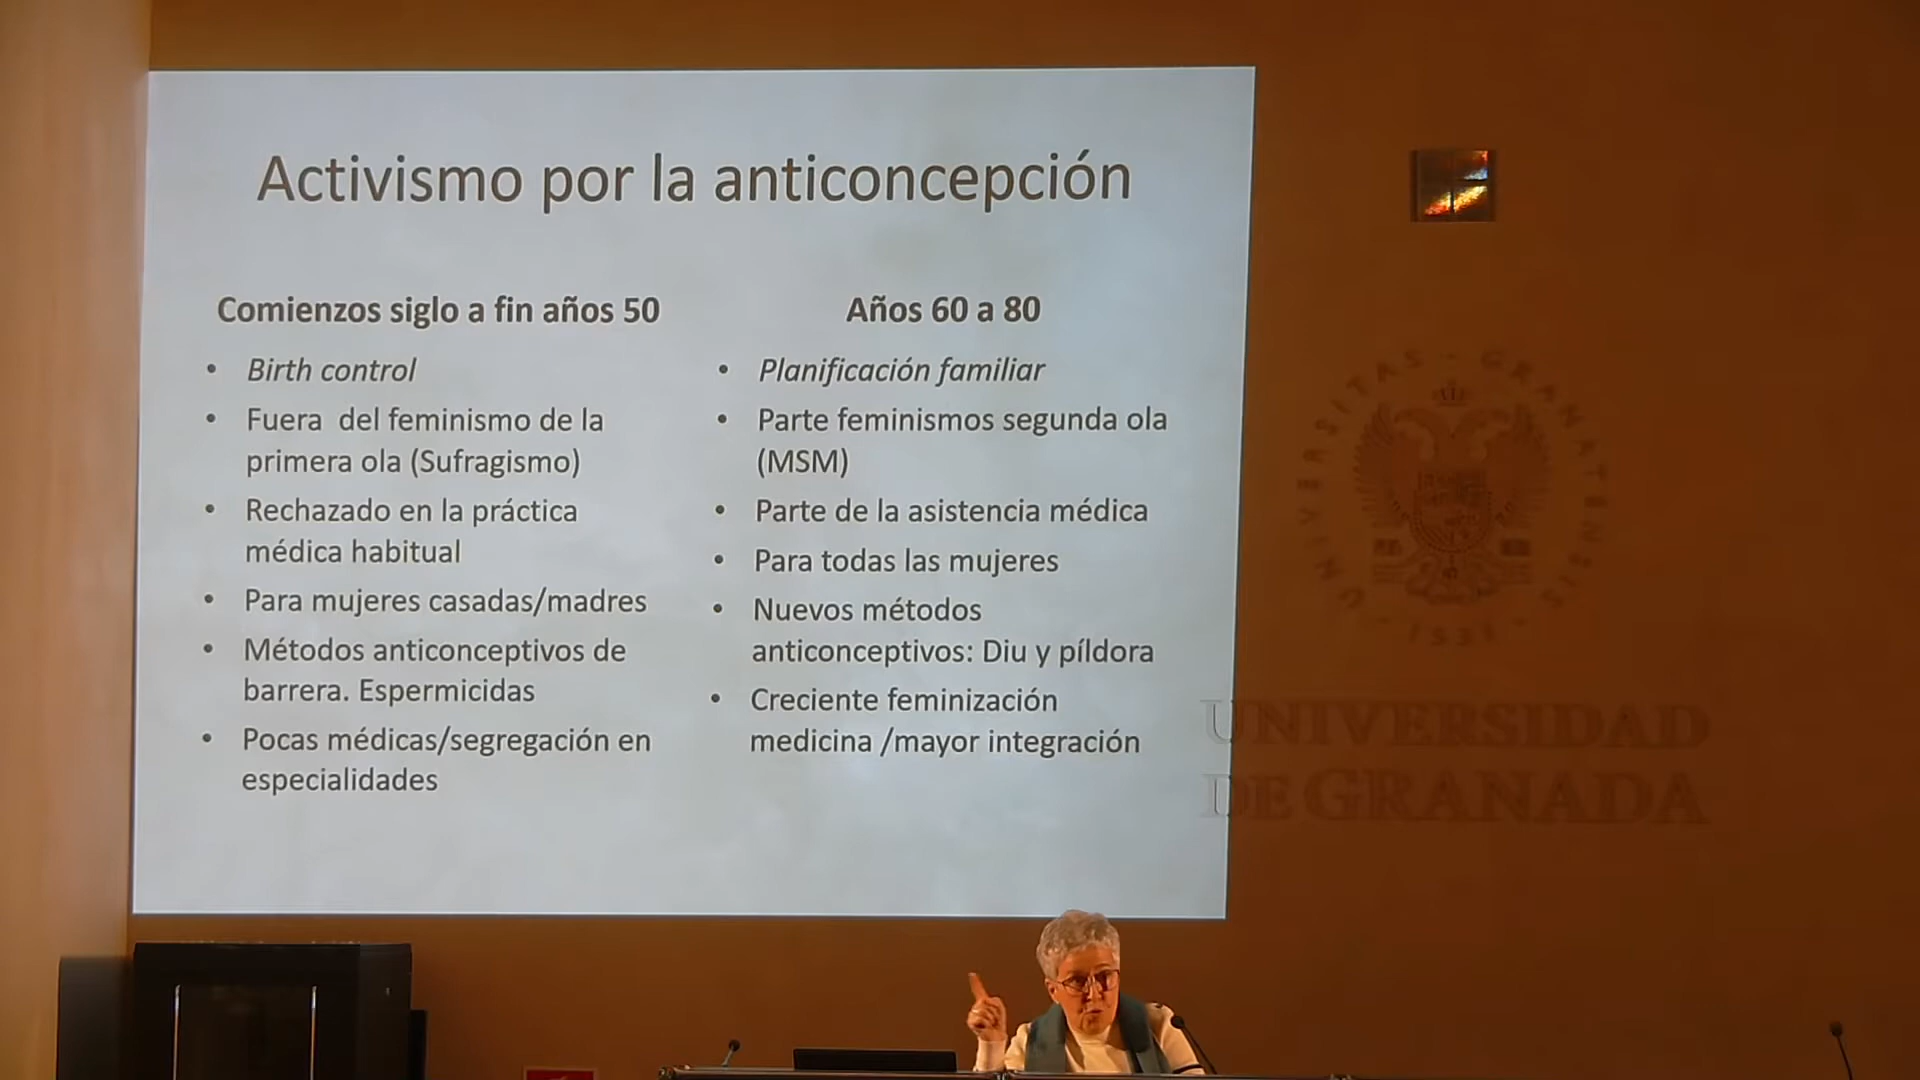 Activismo por la anticoncepción
Comienzos siglo a fin años 50
• Birth control
• Fuera del feminismo de la
primera ola (Sufragismo)
• Rechazado en la práctica
médica habitual
• Para mujeres casadas/madres
• Métodos anticonceptivos de
barrera. Espermicidas
• Pocas médicas/segregación en
especialidades
Años 60 a 80
• Planificación familiar
• Parte feminismos segunda ola
(MSM)
• Parte de la asistencia médica
• Para todas las mujeres
• Nuevos métodos
anticonceptivos: Diu y píldora
• Creciente feminización
medicina /mayor integración
UNIVERSITAS · GRANATENSIS
· 1531 ·
UNIVERSIDAD
DE GRANADA